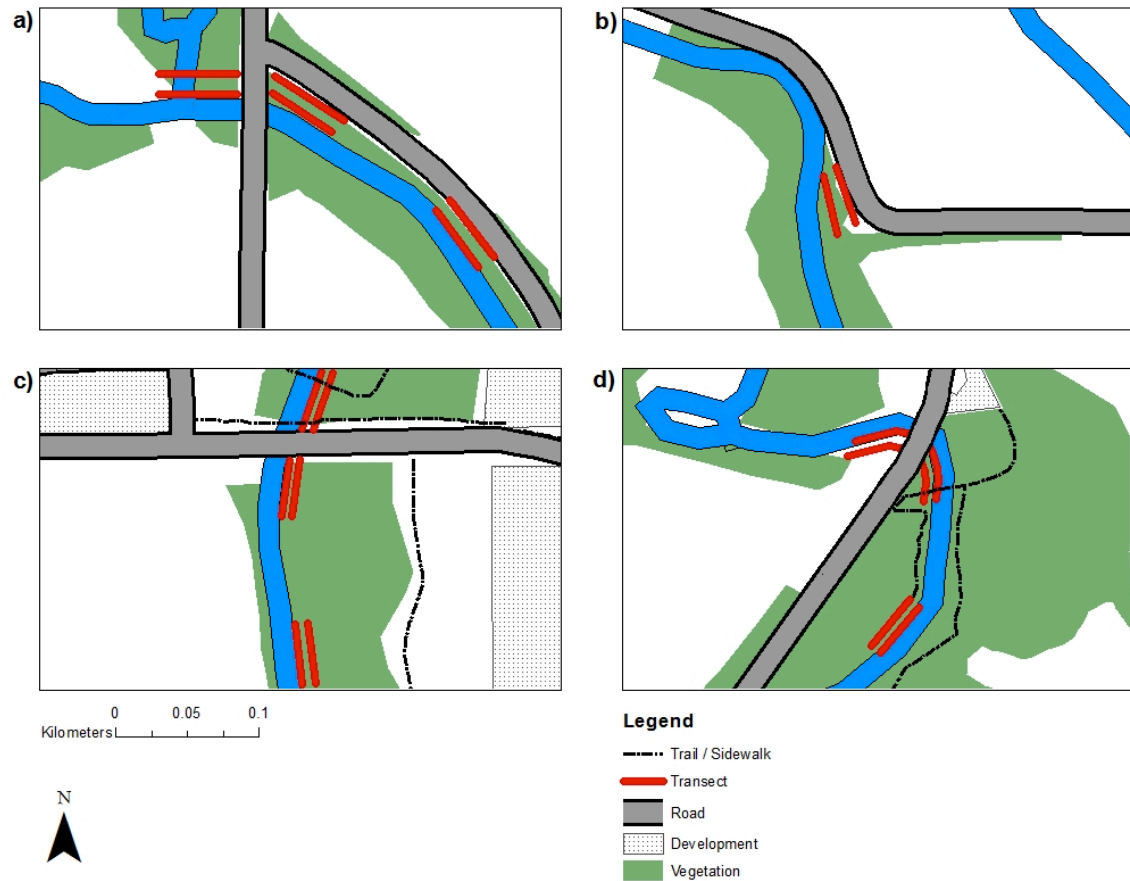 a)
b)
c)
d)
0 0.05 0.1
Kilometers
N
Legend
Trail / Sidewalk
Transect
Road
Development
Vegetation